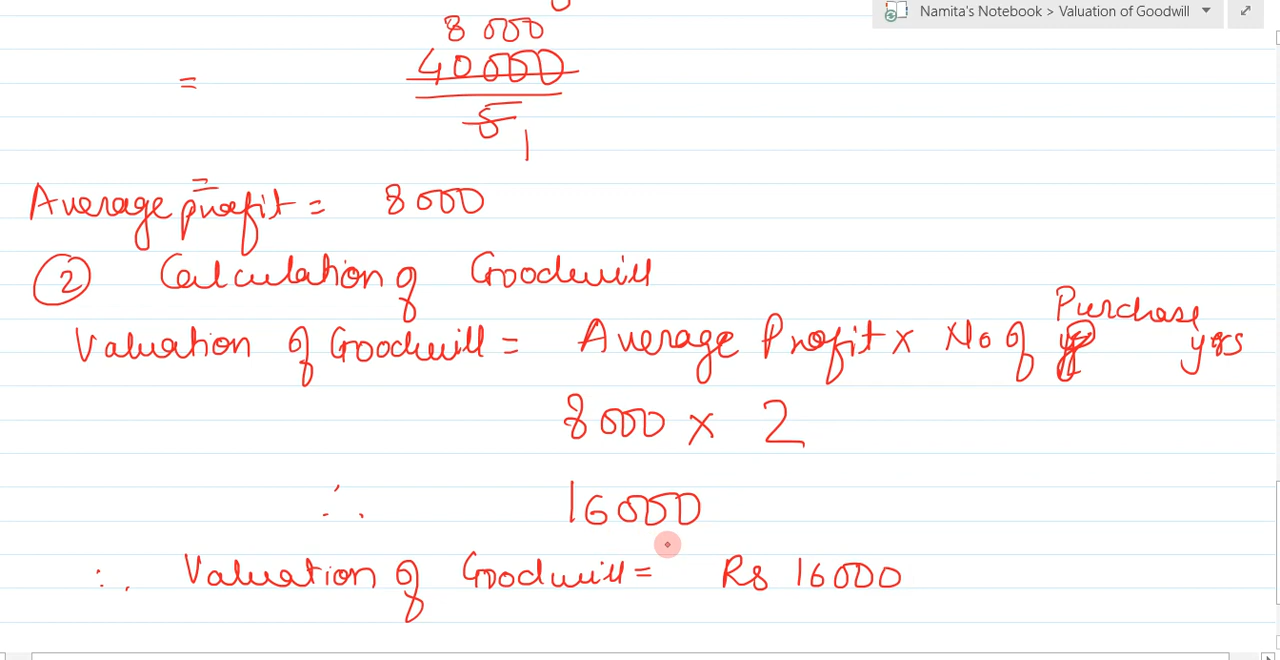 Namita's Notebook > Valuation of Goodwill
8000
= 40000
5 1
Average profit = 8000
② Calculation of Goodwill
Valuation of Goodwill = Average Profit x No of Purchase yrs
8000 x 2
∴ 16000
∴ Valuation of Goodwill = Rs 16000